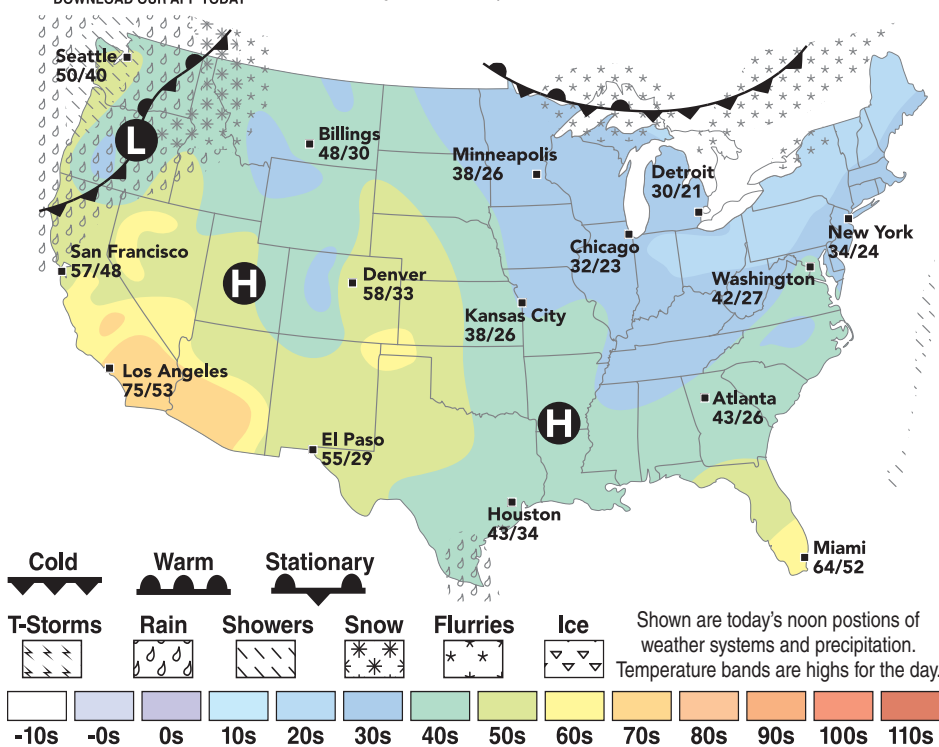 DOWNLOAD OUR APP TODAY
Seattle
50/40
L
Billings
48/30
Minneapolis
38/26
Detroit
30/21
San Francisco
57/48
H
Denver
58/33
Chicago
32/23
New York
34/24
Washington
42/27
Kansas City
38/26
Los Angeles
75/53
H
Atlanta
43/26
El Paso
55/29
Houston
43/34
Miami
64/52
Cold Warm Stationary
T-Storms Rain Showers Snow Flurries Ice
Shown are today's noon postions of
weather systems and precipitation.
Temperature bands are highs for the day.
-10s -0s 0s 10s 20s 30s 40s 50s 60s 70s 80s 90s 100s 110s